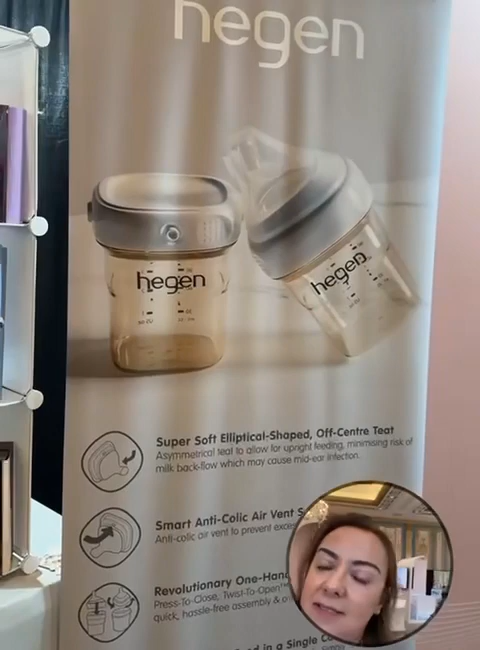 hegen
hegen
hegen
Super Soft Elliptical-Shaped, Off-Centre Teat
Asymmetrical teat to allow for upright feeding, minimising risk of
milk back-flow which may cause mid-ear infection.
Smart Anti-Colic Air Vent
Anti-colic air vent to prevent
Revolutionary
Press-To-Close, Twist-To-Open
quick, hassle-free assembly &
in a Single